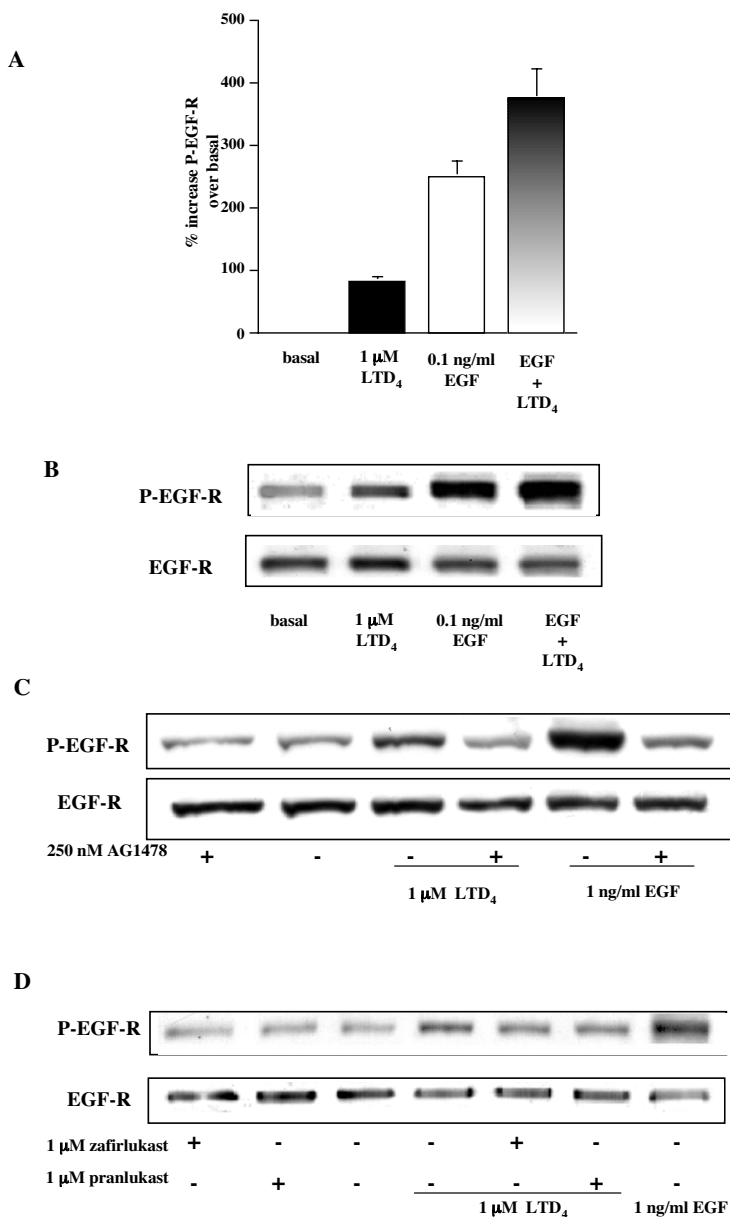 A
500
400
300
200
100
0
% increase P-EGF-R
over basal
basal
1 μM
LTD4
0.1 ng/ml
EGF
EGF
+
LTD4
B
P-EGF-R
EGF-R
basal
1 μM
LTD4
0.1 ng/ml
EGF
EGF
+
LTD4
C
P-EGF-R
EGF-R
250 nM AG1478 + - - + - +
1 μM LTD4 1 ng/ml EGF
D
P-EGF-R
EGF-R
1 μM zafirlukast + - - - + - -
1 μM pranlukast - + - - - + -
1 μM LTD4 1 ng/ml EGF